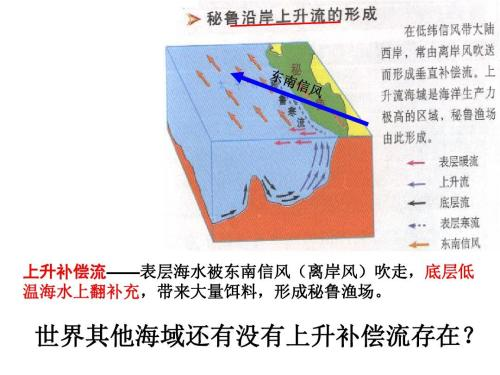 秘鲁沿岸上升流的形成
在低纬信风带大陆
西岸，常由离岸风吹送
而形成垂直补偿流。上
升流海域是海洋生产力
极高的区域，秘鲁渔场
由此形成。
秘
东南信风
鲁
寒
流
表层暖流
上升流
底层流
表层寒流
东南信风
上升补偿流——表层海水被东南信风（离岸风）吹走，底层低
温海水上翻补充，带来大量饵料，形成秘鲁渔场。
世界其他海域还有没有上升补偿流存在？